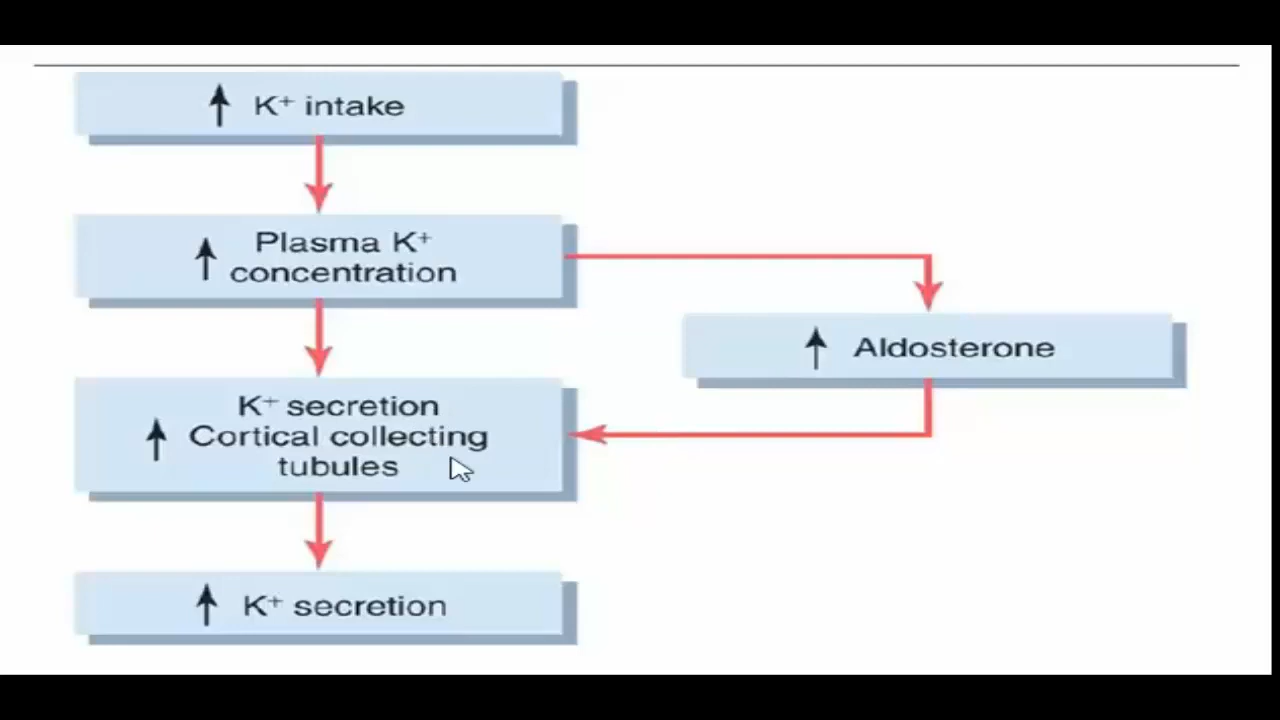 ↑ K⁺ intake
Plasma K⁺
↑ concentration
↑ Aldosterone
K⁺ secretion
↑ Cortical collecting
tubules
↑ K⁺ secretion